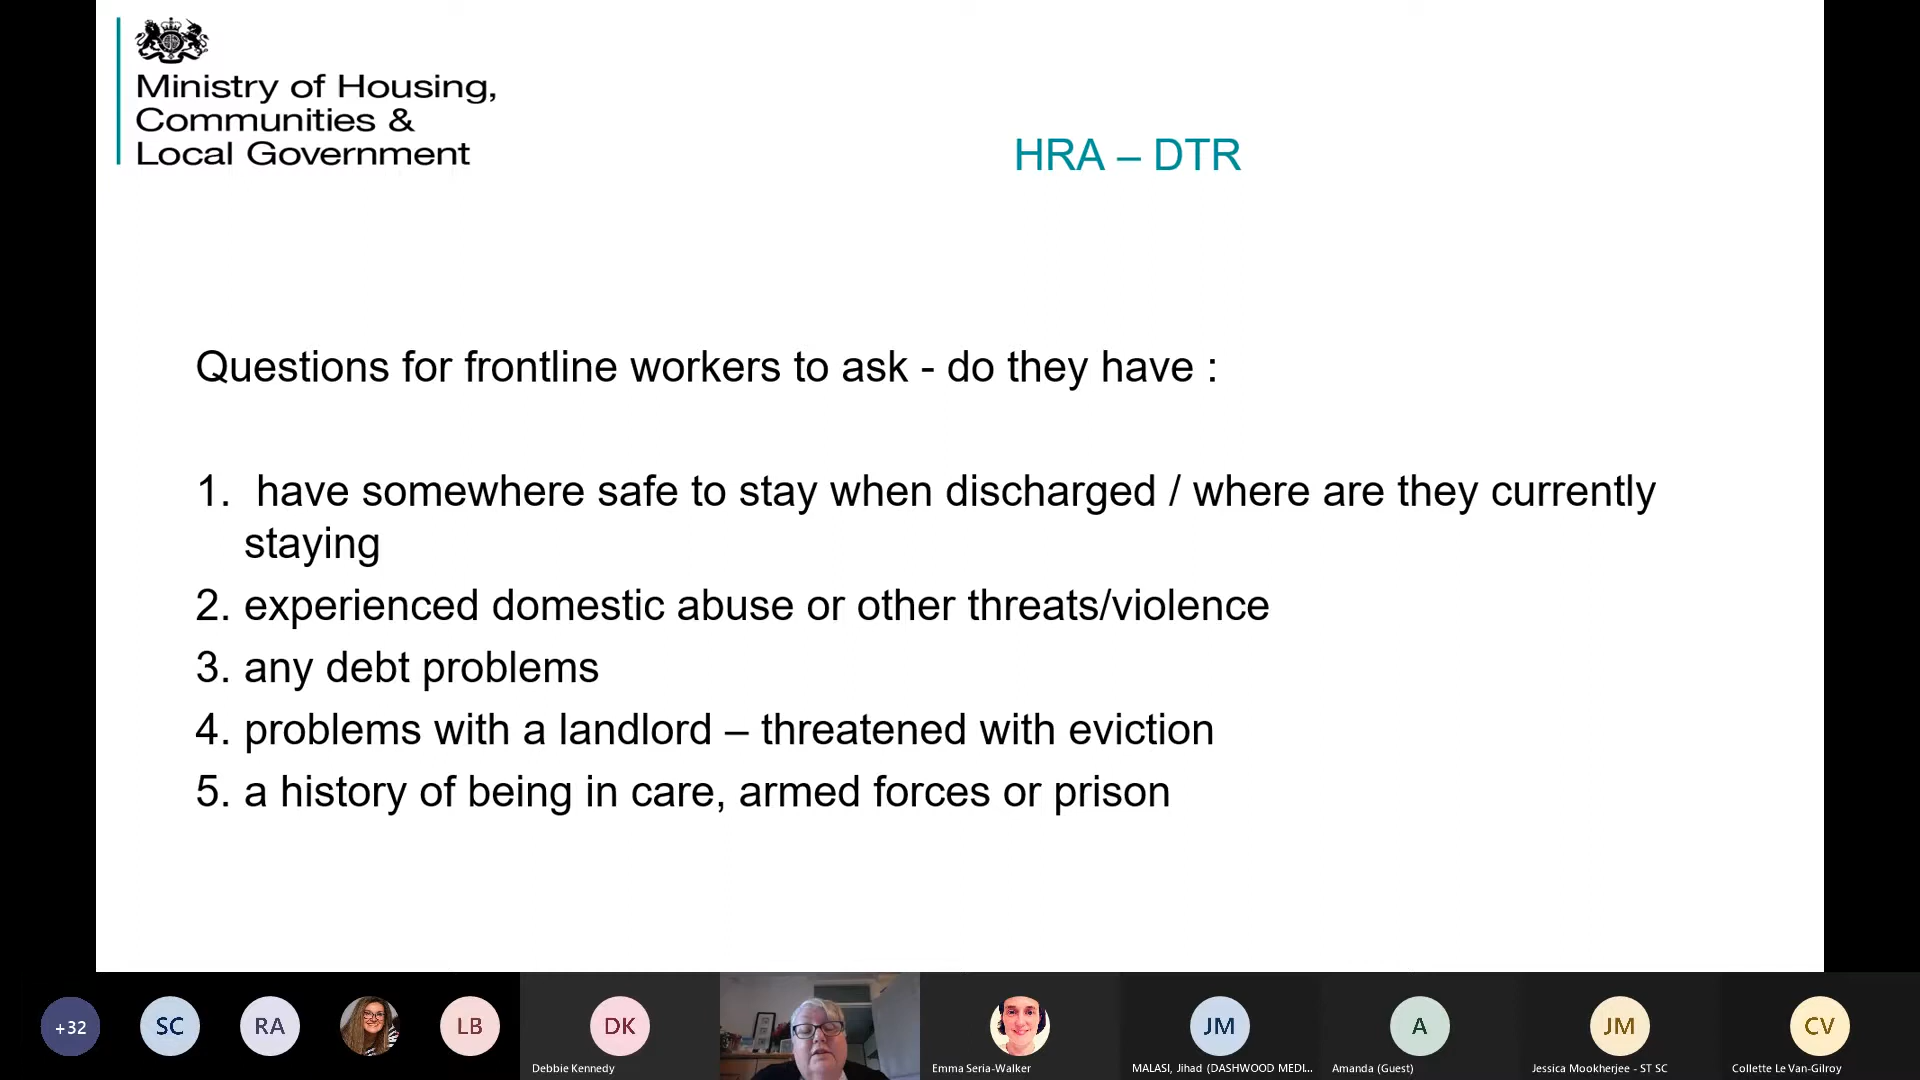 Ministry of Housing,
Communities &
Local Government
HRA – DTR
Questions for frontline workers to ask - do they have :
1. have somewhere safe to stay when discharged / where are they currently
staying
2. experienced domestic abuse or other threats/violence
3. any debt problems
4. problems with a landlord – threatened with eviction
5. a history of being in care, armed forces or prison
+32
SC
RA
LB
DK
JM
A
JM
CV
Debbie Kennedy
Emma Seria-Walker
MALASI, Jihad (DASHWOOD MEDI...
Amanda (Guest)
Jessica Mookherjee - ST SC
Collette Le Van-Gilroy